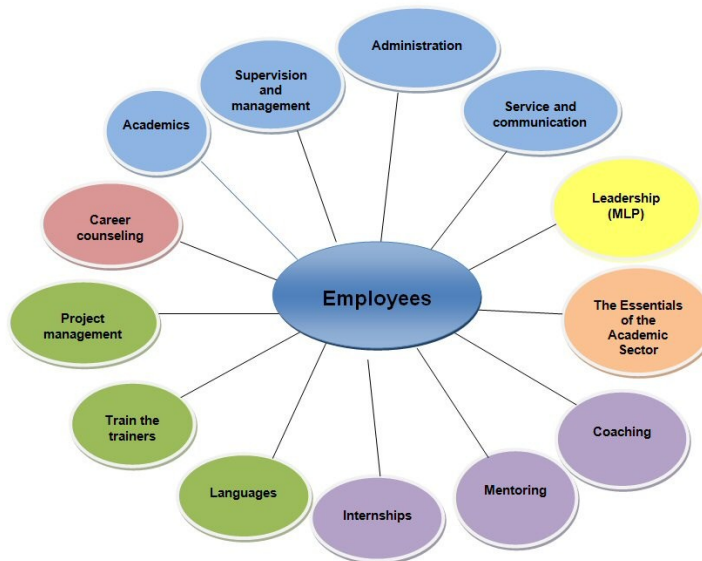 Administration
Supervision
and
management
Service and
communication
Academics
Leadership
(MLP)
Career
counseling
Employees
The Essentials
of the
Academic
Sector
Project
management
Coaching
Train the
trainers
Mentoring
Languages
Internships